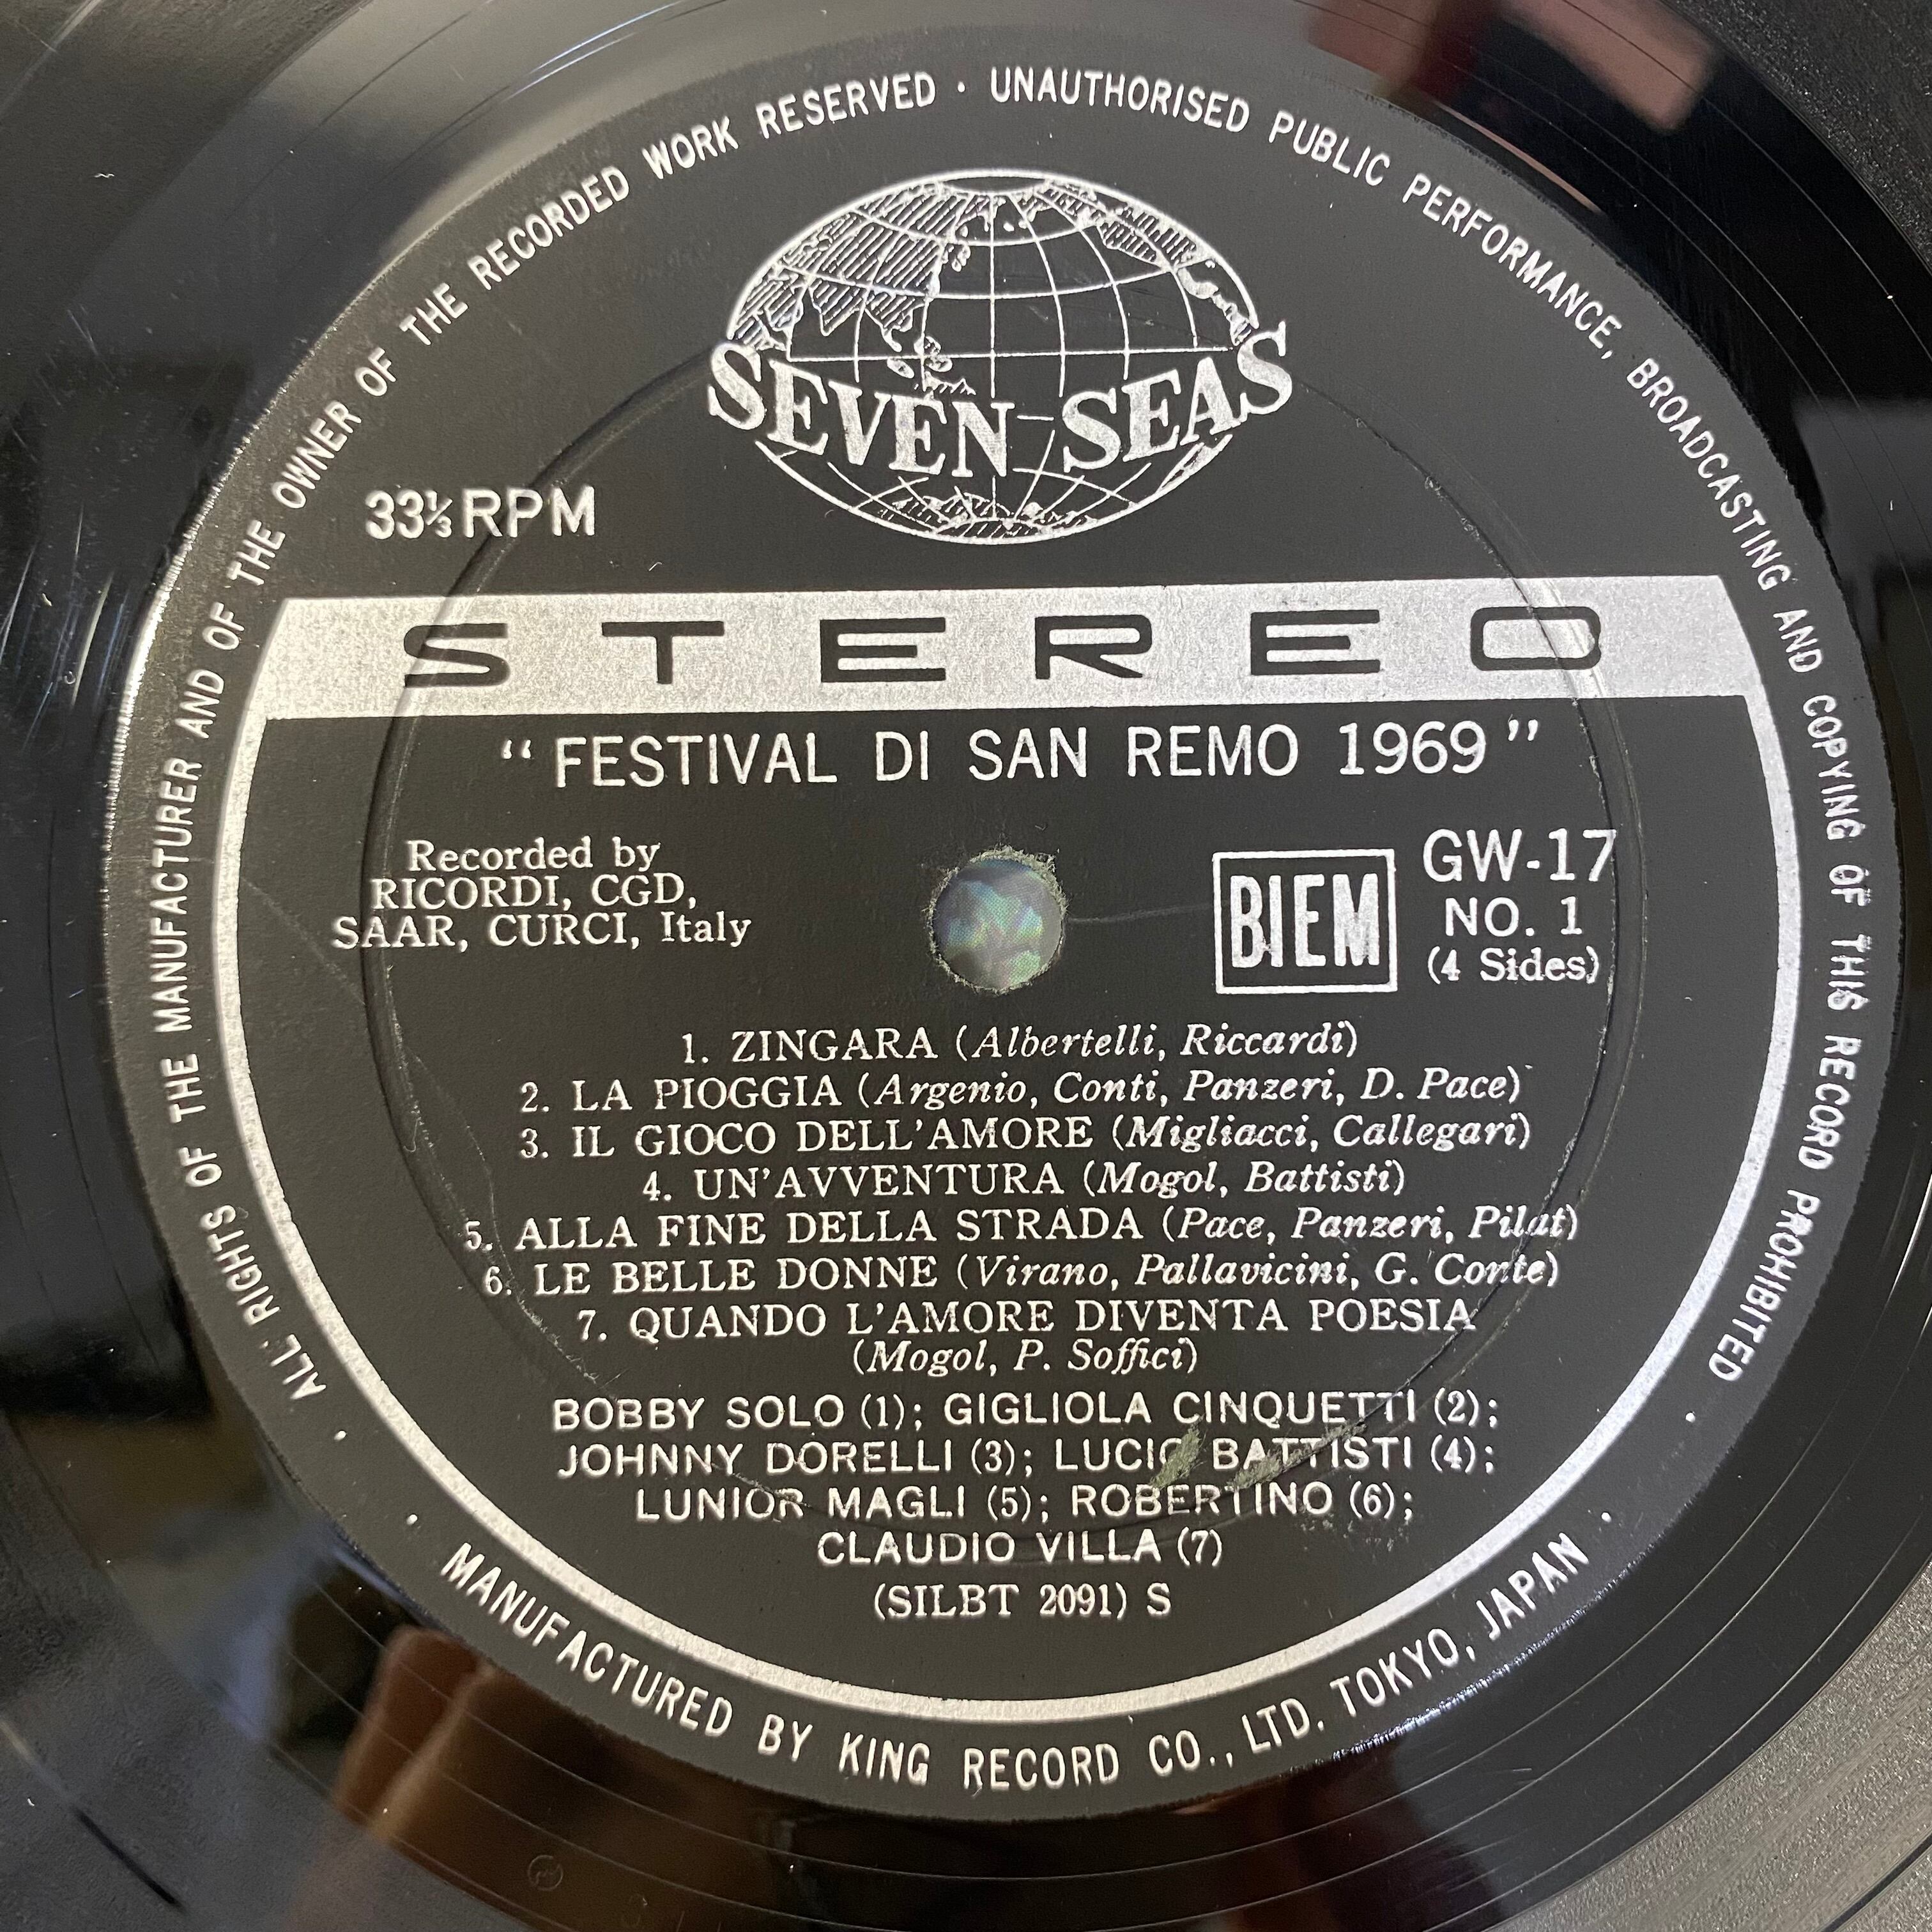 ALL RIGHTS OF THE MANUFACTURER AND OF THE OWNER OF THE RECORDED WORK RESERVED · UNAUTHORISED PUBLIC PERFORMANCE, BROADCASTING AND COPYING OF THIS RECORD PROHIBITED
SEVEN SEAS
33⅓ RPM
STEREO
“FESTIVAL DI SAN REMO 1969”
Recorded by
RICORDI, CGD,
SAAR, CURCI, Italy
BIEM
GW-17
NO. 1
(4 Sides)
1. ZINGARA (Albertelli, Riccardi)
2. LA PIOGGIA (Argenio, Conti, Panzeri, D. Pace)
3. IL GIOCO DELL'AMORE (Migliacci, Callegari)
4. UN'AVVENTURA (Mogol, Battisti)
5. ALLA FINE DELLA STRADA (Pace, Panzeri, Pilat)
6. LE BELLE DONNE (Virano, Pallavicini, G. Conte)
7. QUANDO L'AMORE DIVENTA POESIA
(Mogol, P. Soffici)
BOBBY SOLO (1); GIGLIOLA CINQUETTI (2);
JOHNNY DORELLI (3); LUCIO BATTISTI (4);
LUNIOR MAGLI (5); ROBERTINO (6);
CLAUDIO VILLA (7)
(SILBT 2091) S
· MANUFACTURED BY KING RECORD CO., LTD. TOKYO, JAPAN ·